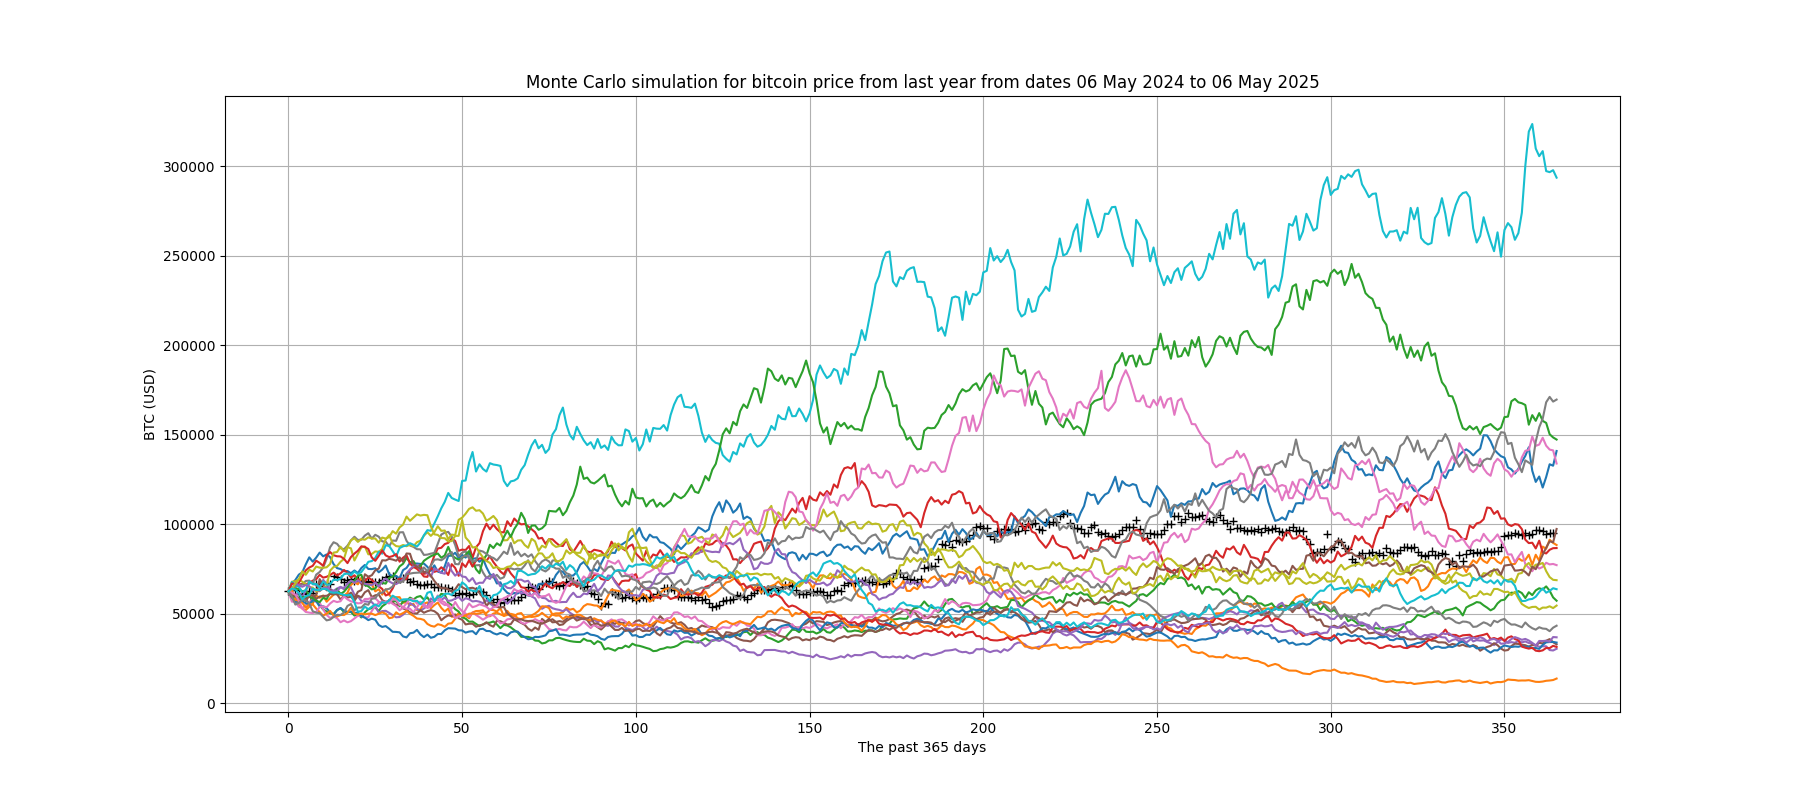 Monte Carlo simulation for bitcoin price from last year from dates 06 May 2024 to 06 May 2025
BTC (USD)
300000
250000
200000
150000
100000
50000
0
0 50 100 150 200 250 300 350
The past 365 days